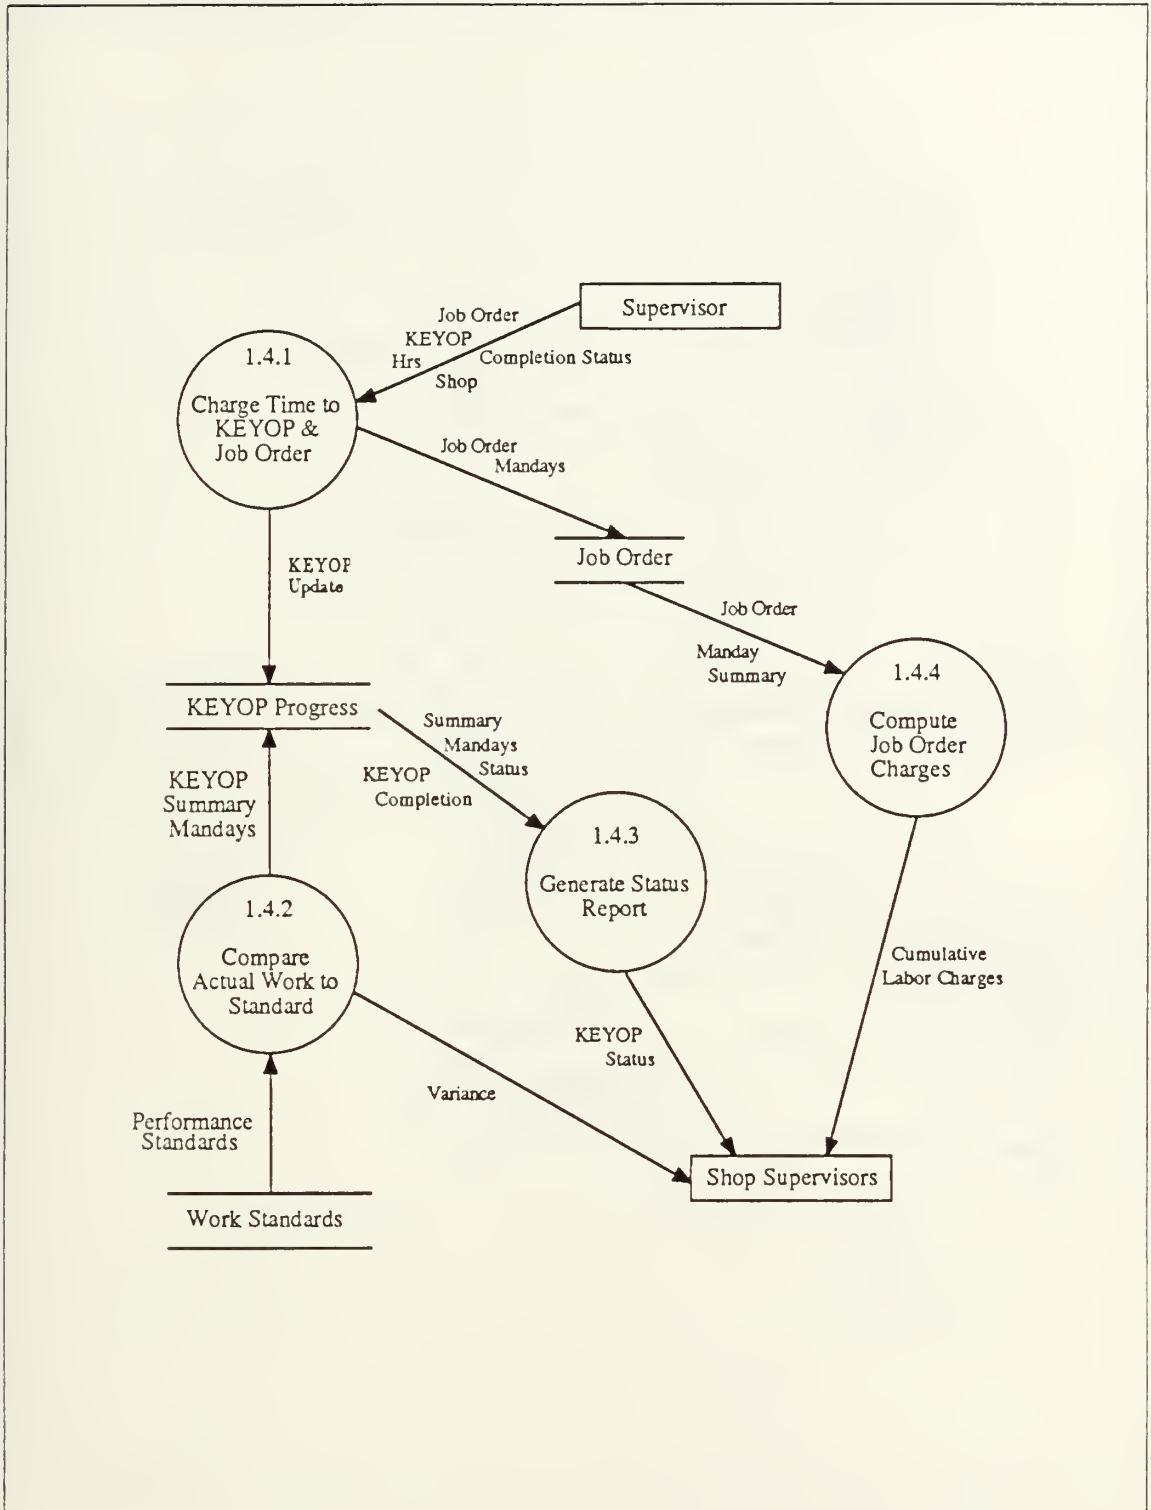 Supervisor
Job Order
KEYOP
Hrs
Completion Status
Shop
1.4.1
Charge Time to
KEYOP &
Job Order
Job Order
Mandays
Job Order
KEYOP
Update
Job Order
Manday
Summary
1.4.4
Compute
Job Order
Charges
KEYOP Progress
Summary
Mandays
Status
KEYOP
Completion
KEYOP
Summary
Mandays
1.4.3
Generate Status
Report
1.4.2
Compare
Actual Work to
Standard
Cumulative
Labor Charges
KEYOP
Status
Variance
Performance
Standards
Shop Supervisors
Work Standards